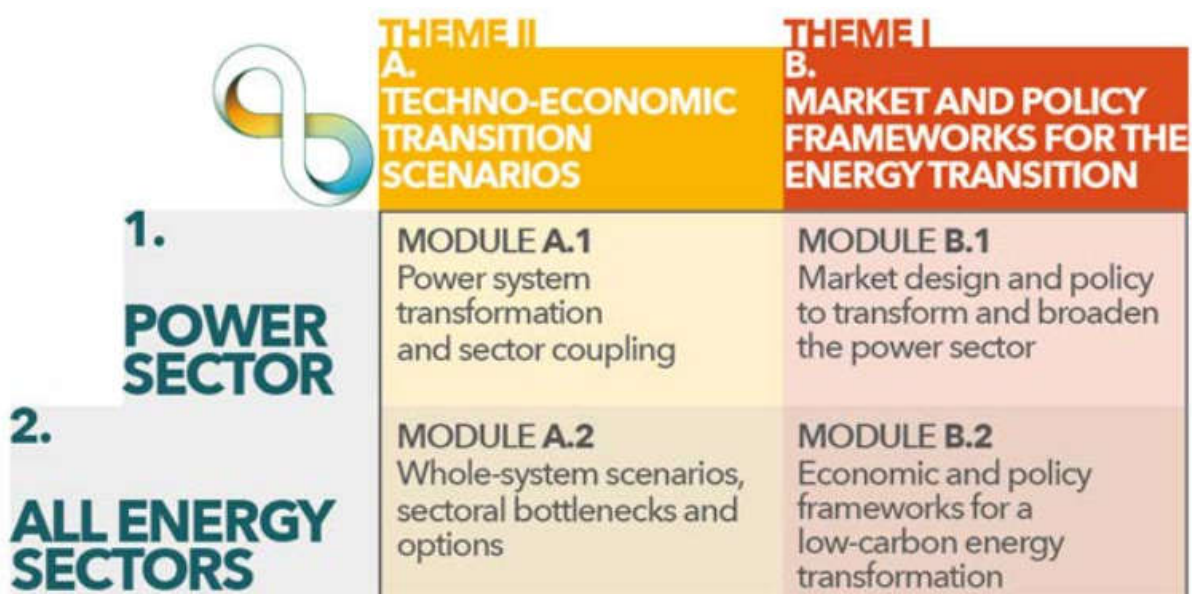 THEME II
A.
TECHNO-ECONOMIC
TRANSITION
SCENARIOS
THEME I
B.
MARKET AND POLICY
FRAMEWORKS FOR THE
ENERGY TRANSITION
1.
POWER
SECTOR
MODULE A.1
Power system
transformation
and sector coupling
MODULE B.1
Market design and policy
to transform and broaden
the power sector
2.
ALL ENERGY
SECTORS
MODULE A.2
Whole-system scenarios,
sectoral bottlenecks and
options
MODULE B.2
Economic and policy
frameworks for a
low-carbon energy
transformation